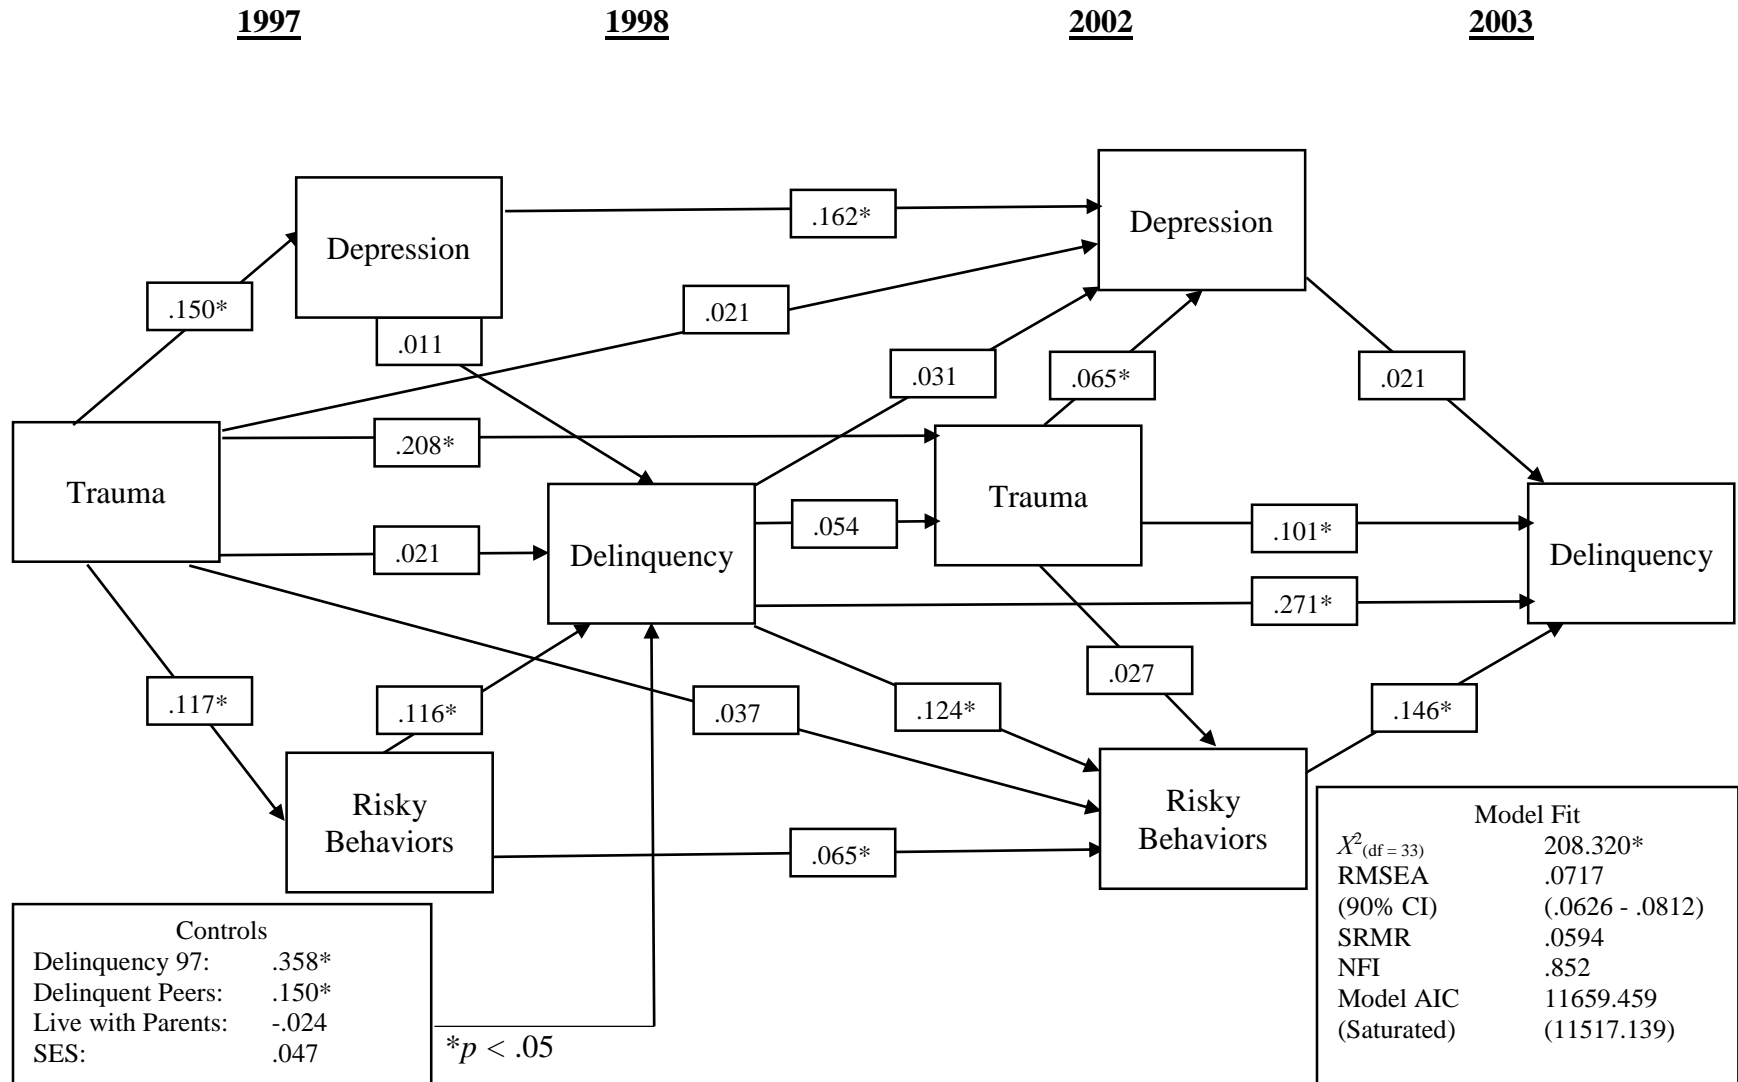 1997 1998 2002 2003
Depression
Depression
.162*
.150*
.021
.011
.031
.065*
.021
.208*
Trauma
Trauma
.054
.101*
.021
Delinquency
Delinquency
.271*
.027
.117*
.116*
.037
.124*
.146*
Risky
Behaviors
Risky
Behaviors
.065*
Controls
Delinquency 97: .358*
Delinquent Peers: .150*
Live with Parents: -.024
SES: .047
*p < .05
Model Fit
X²(df = 33) 208.320*
RMSEA .0717
(90% CI) (.0626 - .0812)
SRMR .0594
NFI .852
Model AIC 11659.459
(Saturated) (11517.139)